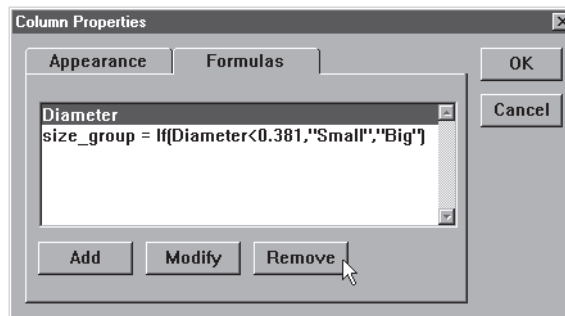 Column Properties
Appearance Formulas
OK
Cancel
Diameter
size_group = If(Diameter<0.381,"Small","Big")
Add Modify Remove